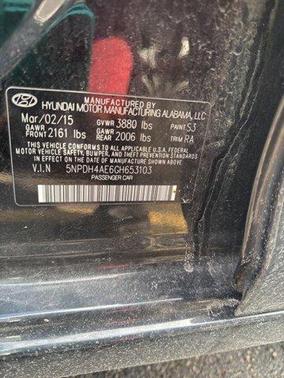 MANUFACTURED BY
HYUNDAI MOTOR MANUFACTURING ALABAMA, LLC
Mar/02/15 GVWR 3880 lbs PAINT S3
GAWR FRONT 2161 lbs GAWR REAR 2006 lbs TRIM RA
THIS VEHICLE CONFORMS TO ALL APPLICABLE FEDERAL
MOTOR VEHICLE SAFETY, BUMPER, AND THEFT PREVENTION STANDARDS
IN EFFECT ON THE DATE OF MANUFACTURE SHOWN ABOVE.
V.I.N 5NPDH4AE6GH653103
PASSENGER CAR